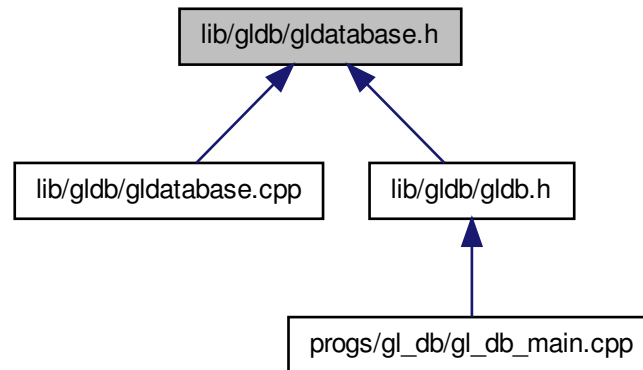 lib/gldb/gldatabase.h
lib/gldb/gldatabase.cpp
lib/gldb/gldb.h
progs/gl_db/gl_db_main.cpp